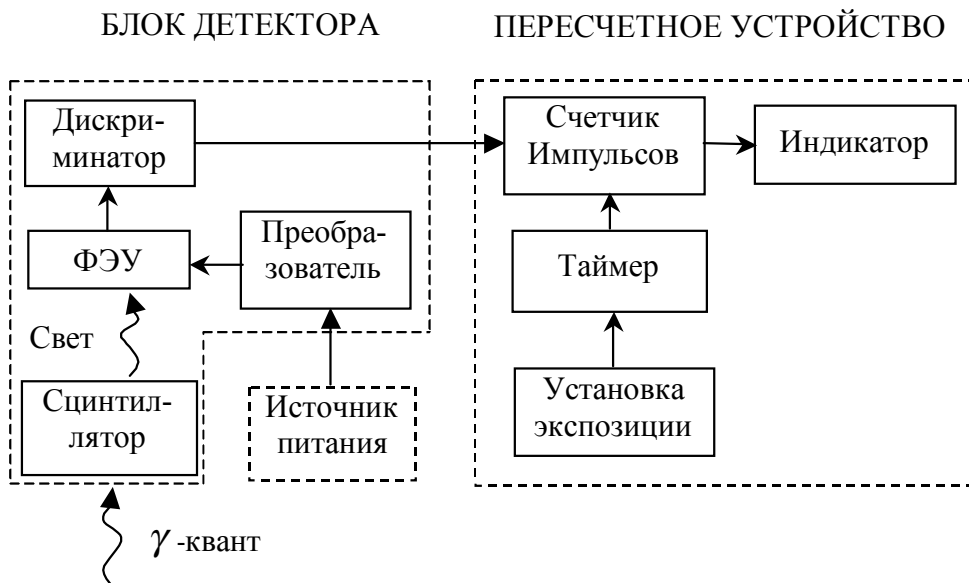 БЛОК ДЕТЕКТОРА
ПЕРЕСЧЕТНОЕ УСТРОЙСТВО
Дискри-
минатор
Счетчик
Импульсов
Индикатор
ФЭУ
Преобра-
зователь
Таймер
Свет
Сцинтил-
лятор
Источник
питания
Установка
экспозиции
γ -квант